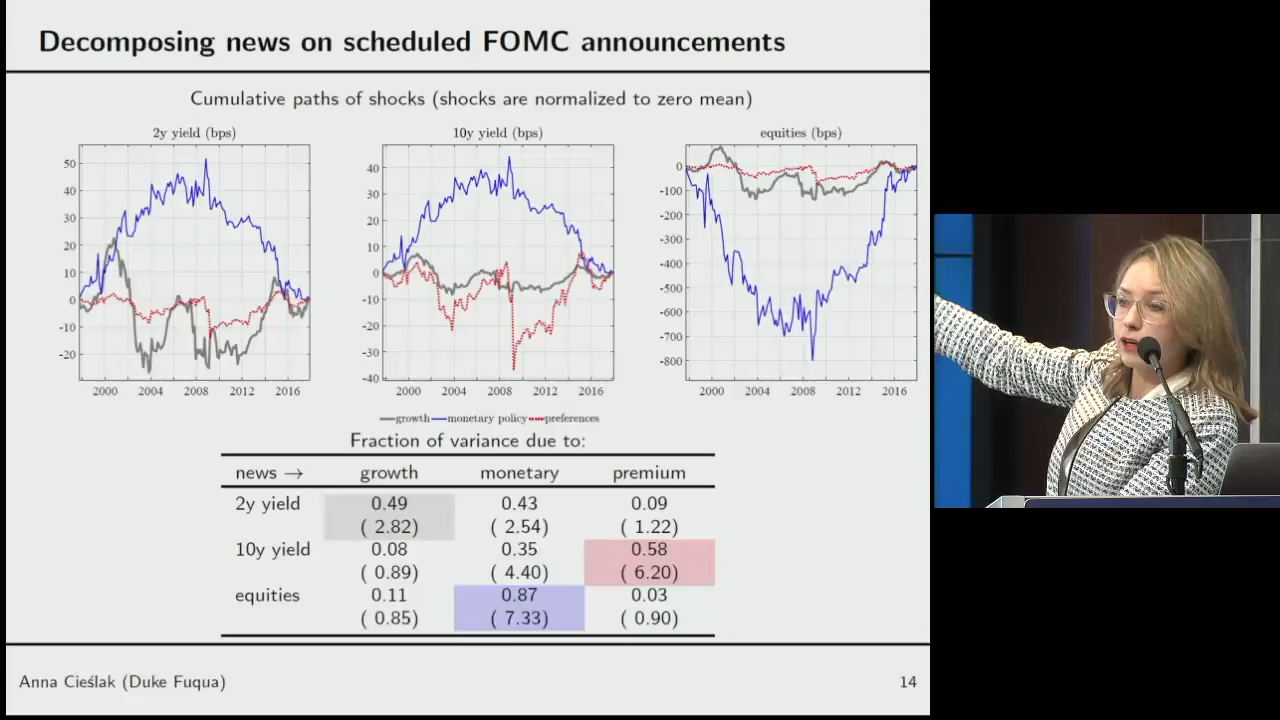 Decomposing news on scheduled FOMC announcements
Cumulative paths of shocks (shocks are normalized to zero mean)
2y yield (bps)
50
40
30
20
10
0
-10
-20
2000 2004 2008 2012 2016
10y yield (bps)
40
30
20
10
0
-10
-20
-30
-40
2000 2004 2008 2012 2016
equities (bps)
0
-100
-200
-300
-400
-500
-600
-700
-800
2000 2004 2008 2012 2016
growth monetary policy preferences
Fraction of variance due to:
news → growth monetary premium
2y yield 0.49 0.43 0.09
( 2.82) ( 2.54) ( 1.22)
10y yield 0.08 0.35 0.58
( 0.89) ( 4.40) ( 6.20)
equities 0.11 0.87 0.03
( 0.85) ( 7.33) ( 0.90)
Anna Cieślak (Duke Fuqua) 14